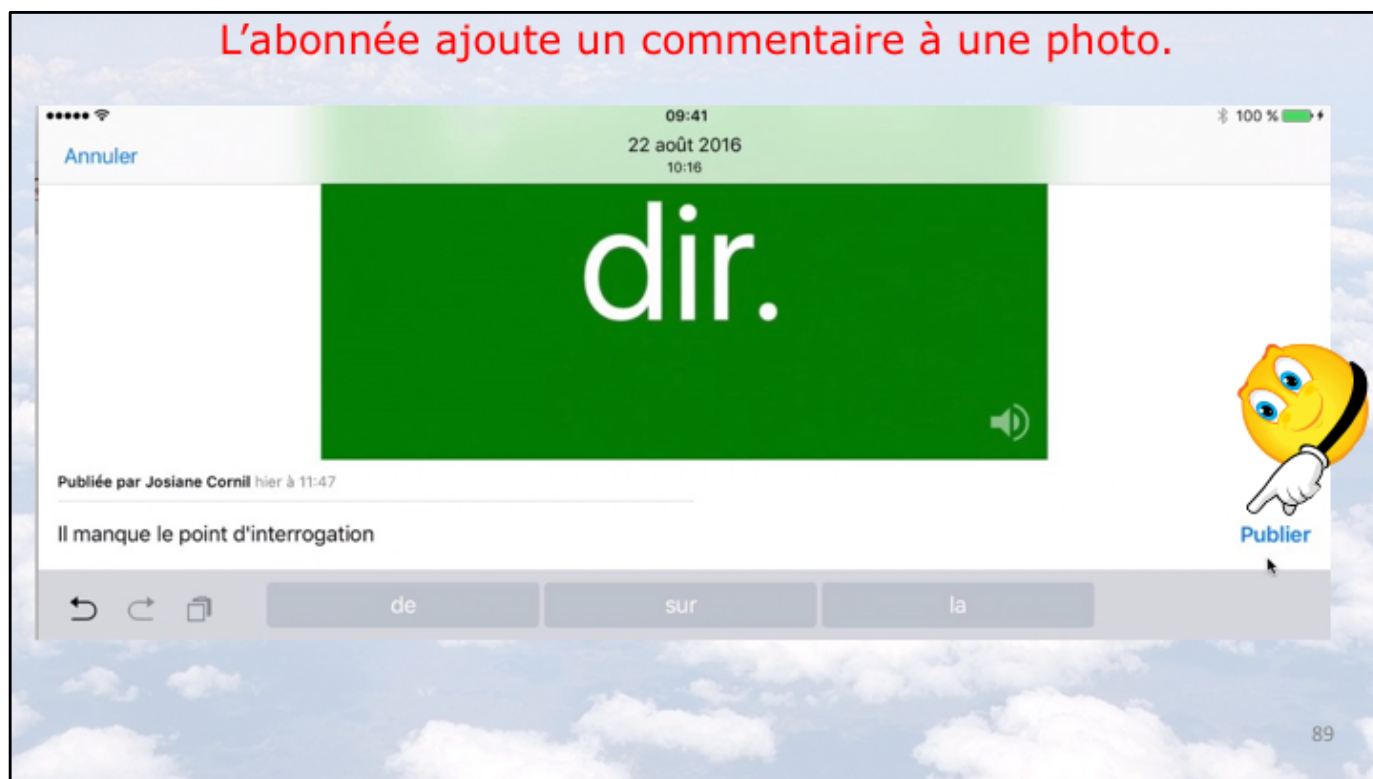 L'abonnée ajoute un commentaire à une photo.
09:41
100 %
Annuler
22 août 2016
10:16
dir.
Publiée par Josiane Cornil hier à 11:47
Il manque le point d'interrogation
Publier
de sur la
89